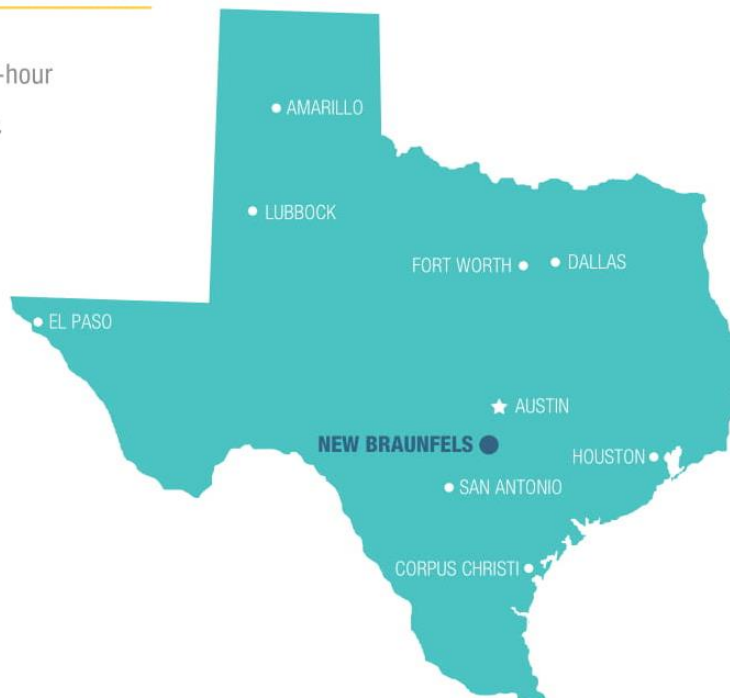 -hour
AMARILLO
LUBBOCK
FORT WORTH
DALLAS
EL PASO
AUSTIN
NEW BRAUNFELS
HOUSTON
SAN ANTONIO
CORPUS CHRISTI